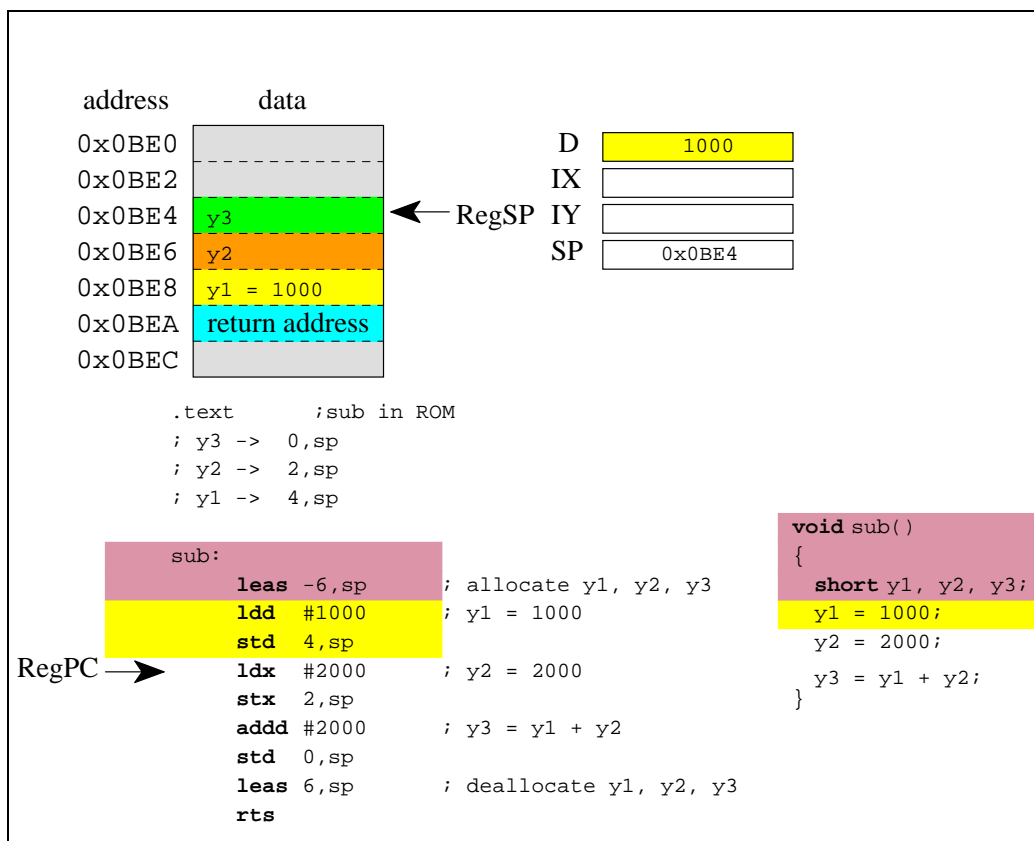 address data
0x0BE0
0x0BE2
0x0BE4 y3
0x0BE6 y2
0x0BE8 y1 = 1000
0x0BEA return address
0x0BEC
RegSP
D 1000
IX
IY
SP 0x0BE4
.text ;sub in ROM
; y3 -> 0,sp
; y2 -> 2,sp
; y1 -> 4,sp
sub:
leas -6,sp ; allocate y1, y2, y3
ldd #1000 ; y1 = 1000
std 4,sp
RegPC
ldx #2000 ; y2 = 2000
stx 2,sp
addd #2000 ; y3 = y1 + y2
std 0,sp
leas 6,sp ; deallocate y1, y2, y3
rts
void sub()
{
short y1, y2, y3;
y1 = 1000;
y2 = 2000;
y3 = y1 + y2;
}